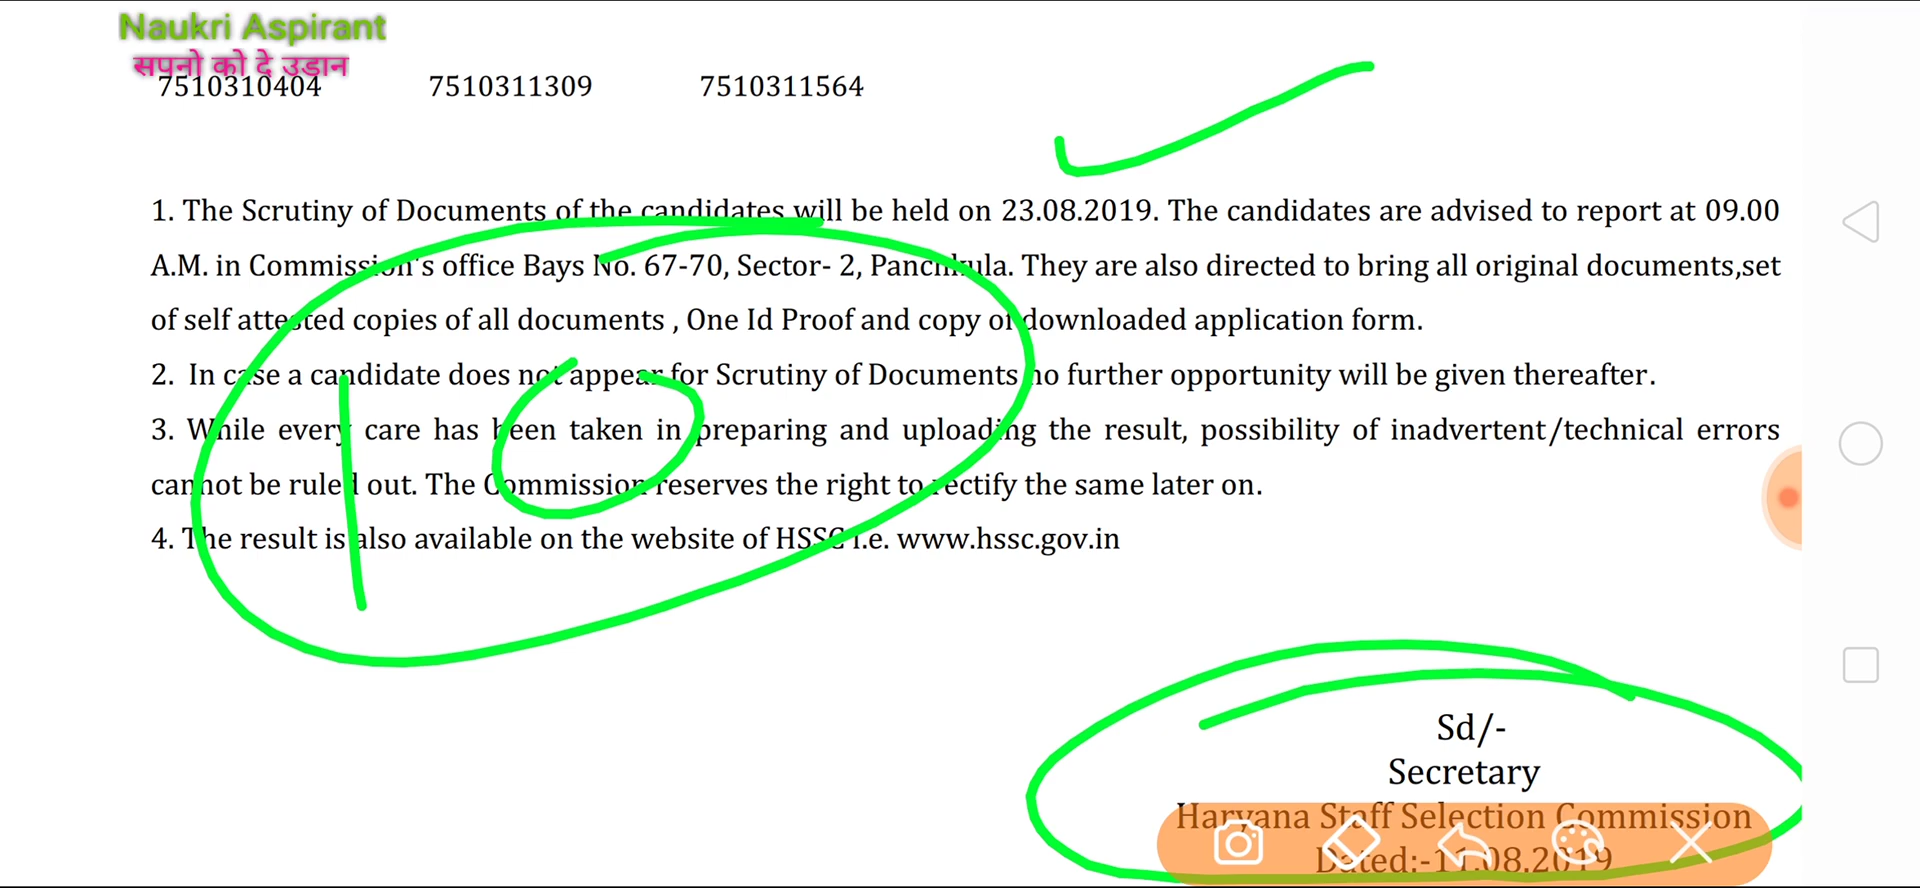 Naukri Aspirant
सपनो को दे उडान
7510310404 7510311309 7510311564
1. The Scrutiny of Documents of the candidates will be held on 23.08.2019. The candidates are advised to report at 09.00
A.M. in Commission's office Bays No. 67-70, Sector- 2, Panchkula. They are also directed to bring all original documents,set
of self attested copies of all documents , One Id Proof and copy of downloaded application form.
2. In case a candidate does not appear for Scrutiny of Documents no further opportunity will be given thereafter.
3. While every care has been taken in preparing and uploading the result, possibility of inadvertent/technical errors
cannot be ruled out. The Commission reserves the right to rectify the same later on.
4. The result is also available on the website of HSSC i.e. www.hssc.gov.in
10
Sd/-
Secretary
Haryana Staff Selection Commission
Dated:-11.08.2019